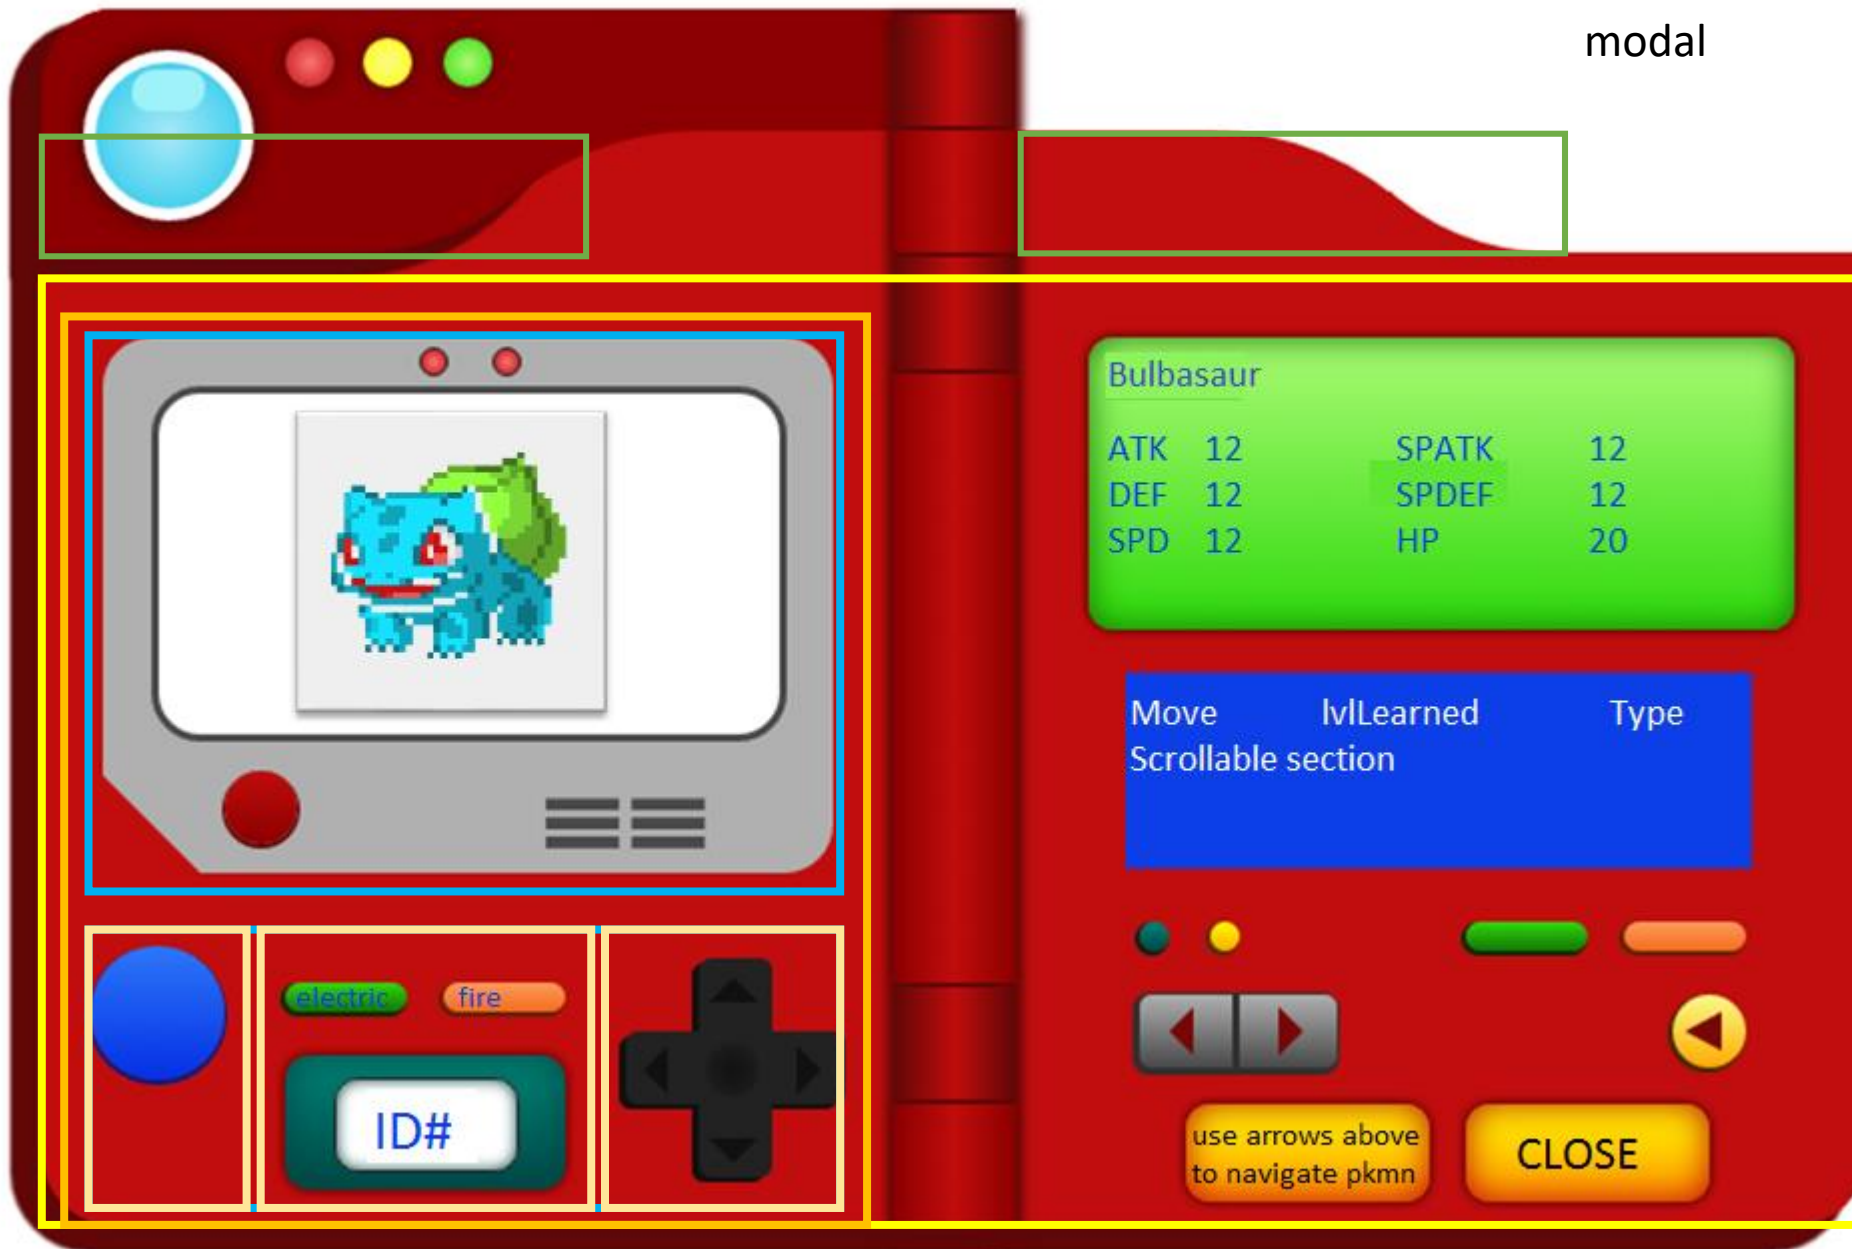 modal
Bulbasaur
ATK 12 SPATK 12
DEF 12 SPDEF 12
SPD 12 HP 20
Move lvlLearned Type
Scrollable section
electric fire
ID#
use arrows above
to navigate pkmn
CLOSE